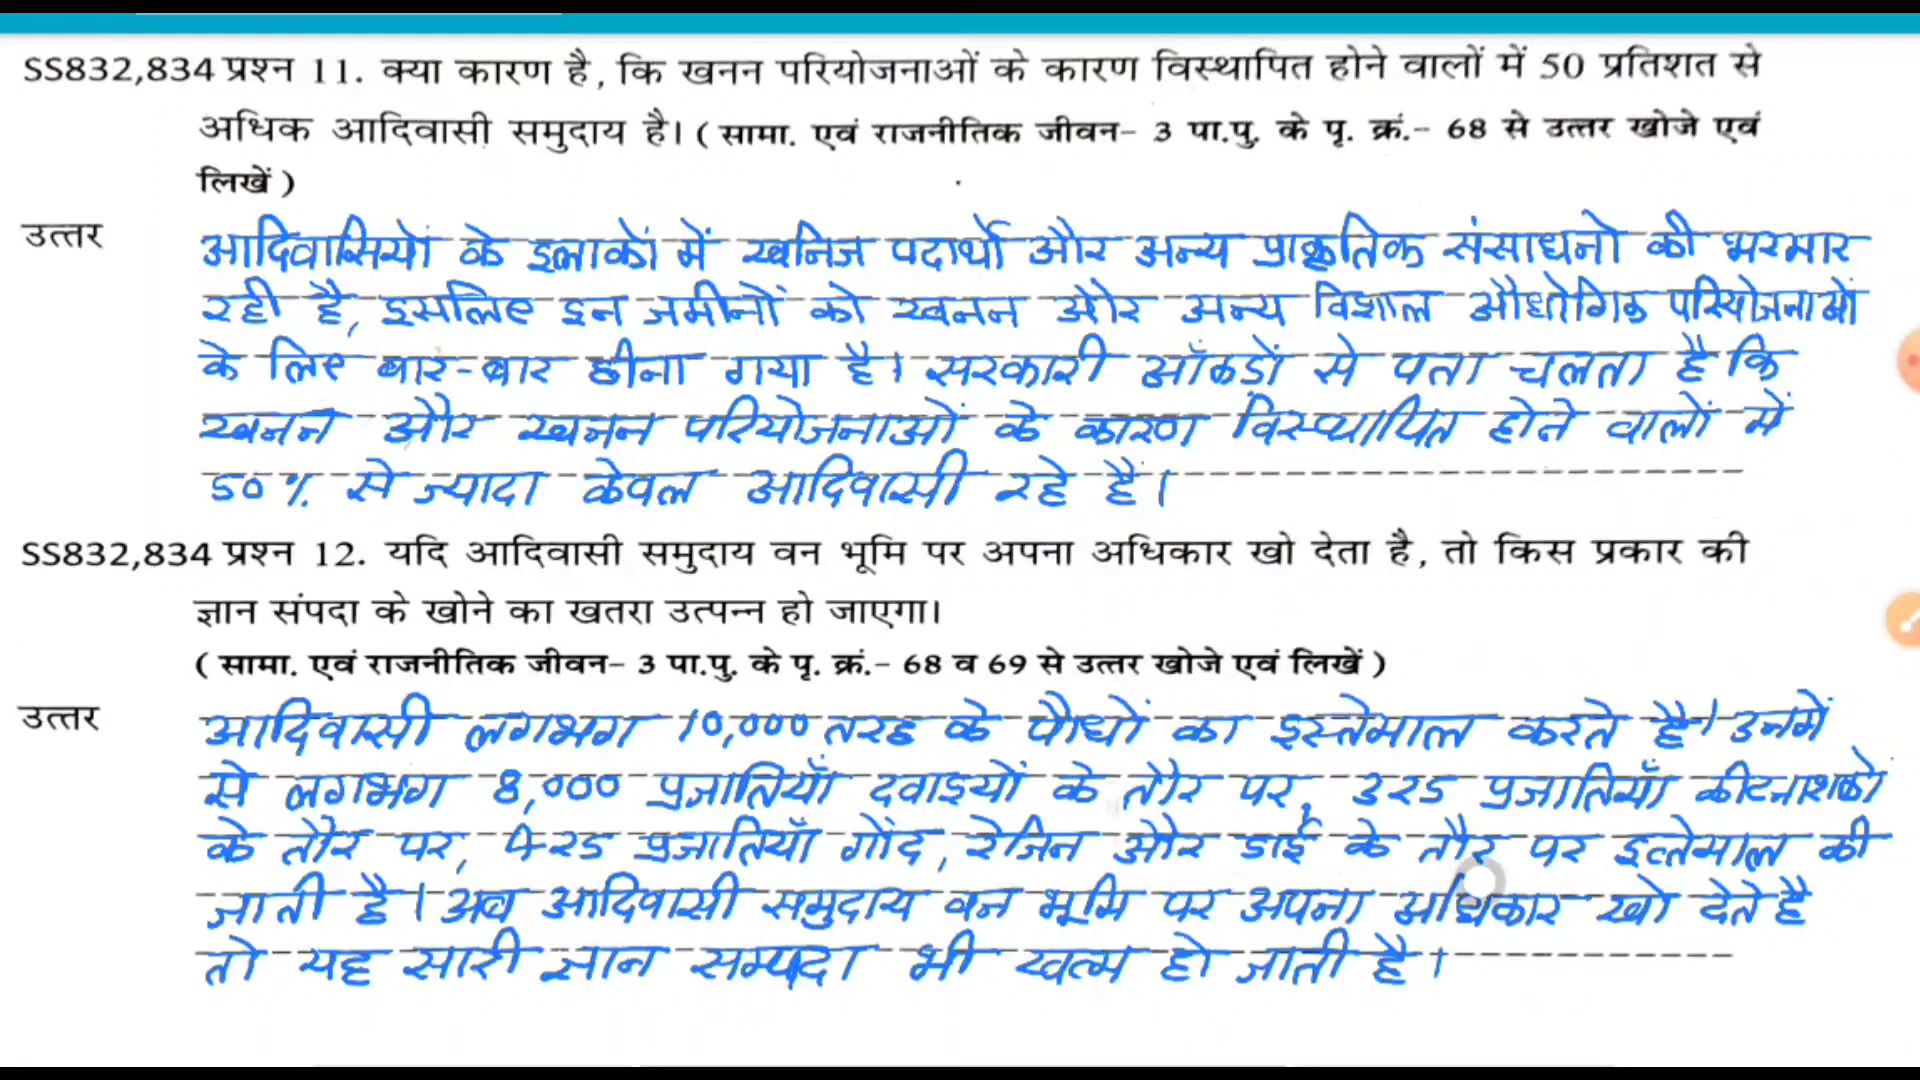 SS832,834 प्रश्न 11. क्या कारण है, कि खनन परियोजनाओं के कारण विस्थापित होने वालों में 50 प्रतिशत से
अधिक आदिवासी समुदाय है। ( सामा. एवं राजनीतिक जीवन- 3 पा.पु. के पृ. क्रं.- 68 से उत्तर खोजे एवं
लिखें )
उत्तर आदिवासियों के इलाकों में खनिज पदार्थो और अन्य प्राकृतिक संसाधनो की भरमार
रही है, इसलिए इन जमीनों को खनन और अन्य विशाल औधोगिक परियोजनाओं
के लिए बार-बार छीना गया है। सरकारी आँकडों से पता चलता है कि
खनन और खनन परियोजनाओं के कारण विस्थापित होने वालों में
50% से ज्यादा केवल आदिवासी रहे है।
SS832,834 प्रश्न 12. यदि आदिवासी समुदाय वन भूमि पर अपना अधिकार खो देता है, तो किस प्रकार की
ज्ञान संपदा के खोने का खतरा उत्पन्न हो जाएगा।
( सामा. एवं राजनीतिक जीवन- 3 पा.पु. के पृ. क्रं.- 68 व 69 से उत्तर खोजे एवं लिखें )
उत्तर आदिवासी लगभग 10,000 तरह के पौधों का इस्तेमाल करते है। उनमें
से लगभग 8,000 प्रजातियाँ दवाइयों के तौर पर, 325 प्रजातियाँ कीटनाशको
के तौर पर, 425 प्रजातियाँ गोंद, रेजिन और डाई के तौर पर इस्तेमाल की
जाती है। अब आदिवासी समुदाय वन भूमि पर अपना अधिकार खो देते है
तो यह सारी ज्ञान सम्पदा भी खत्म हो जाती है।